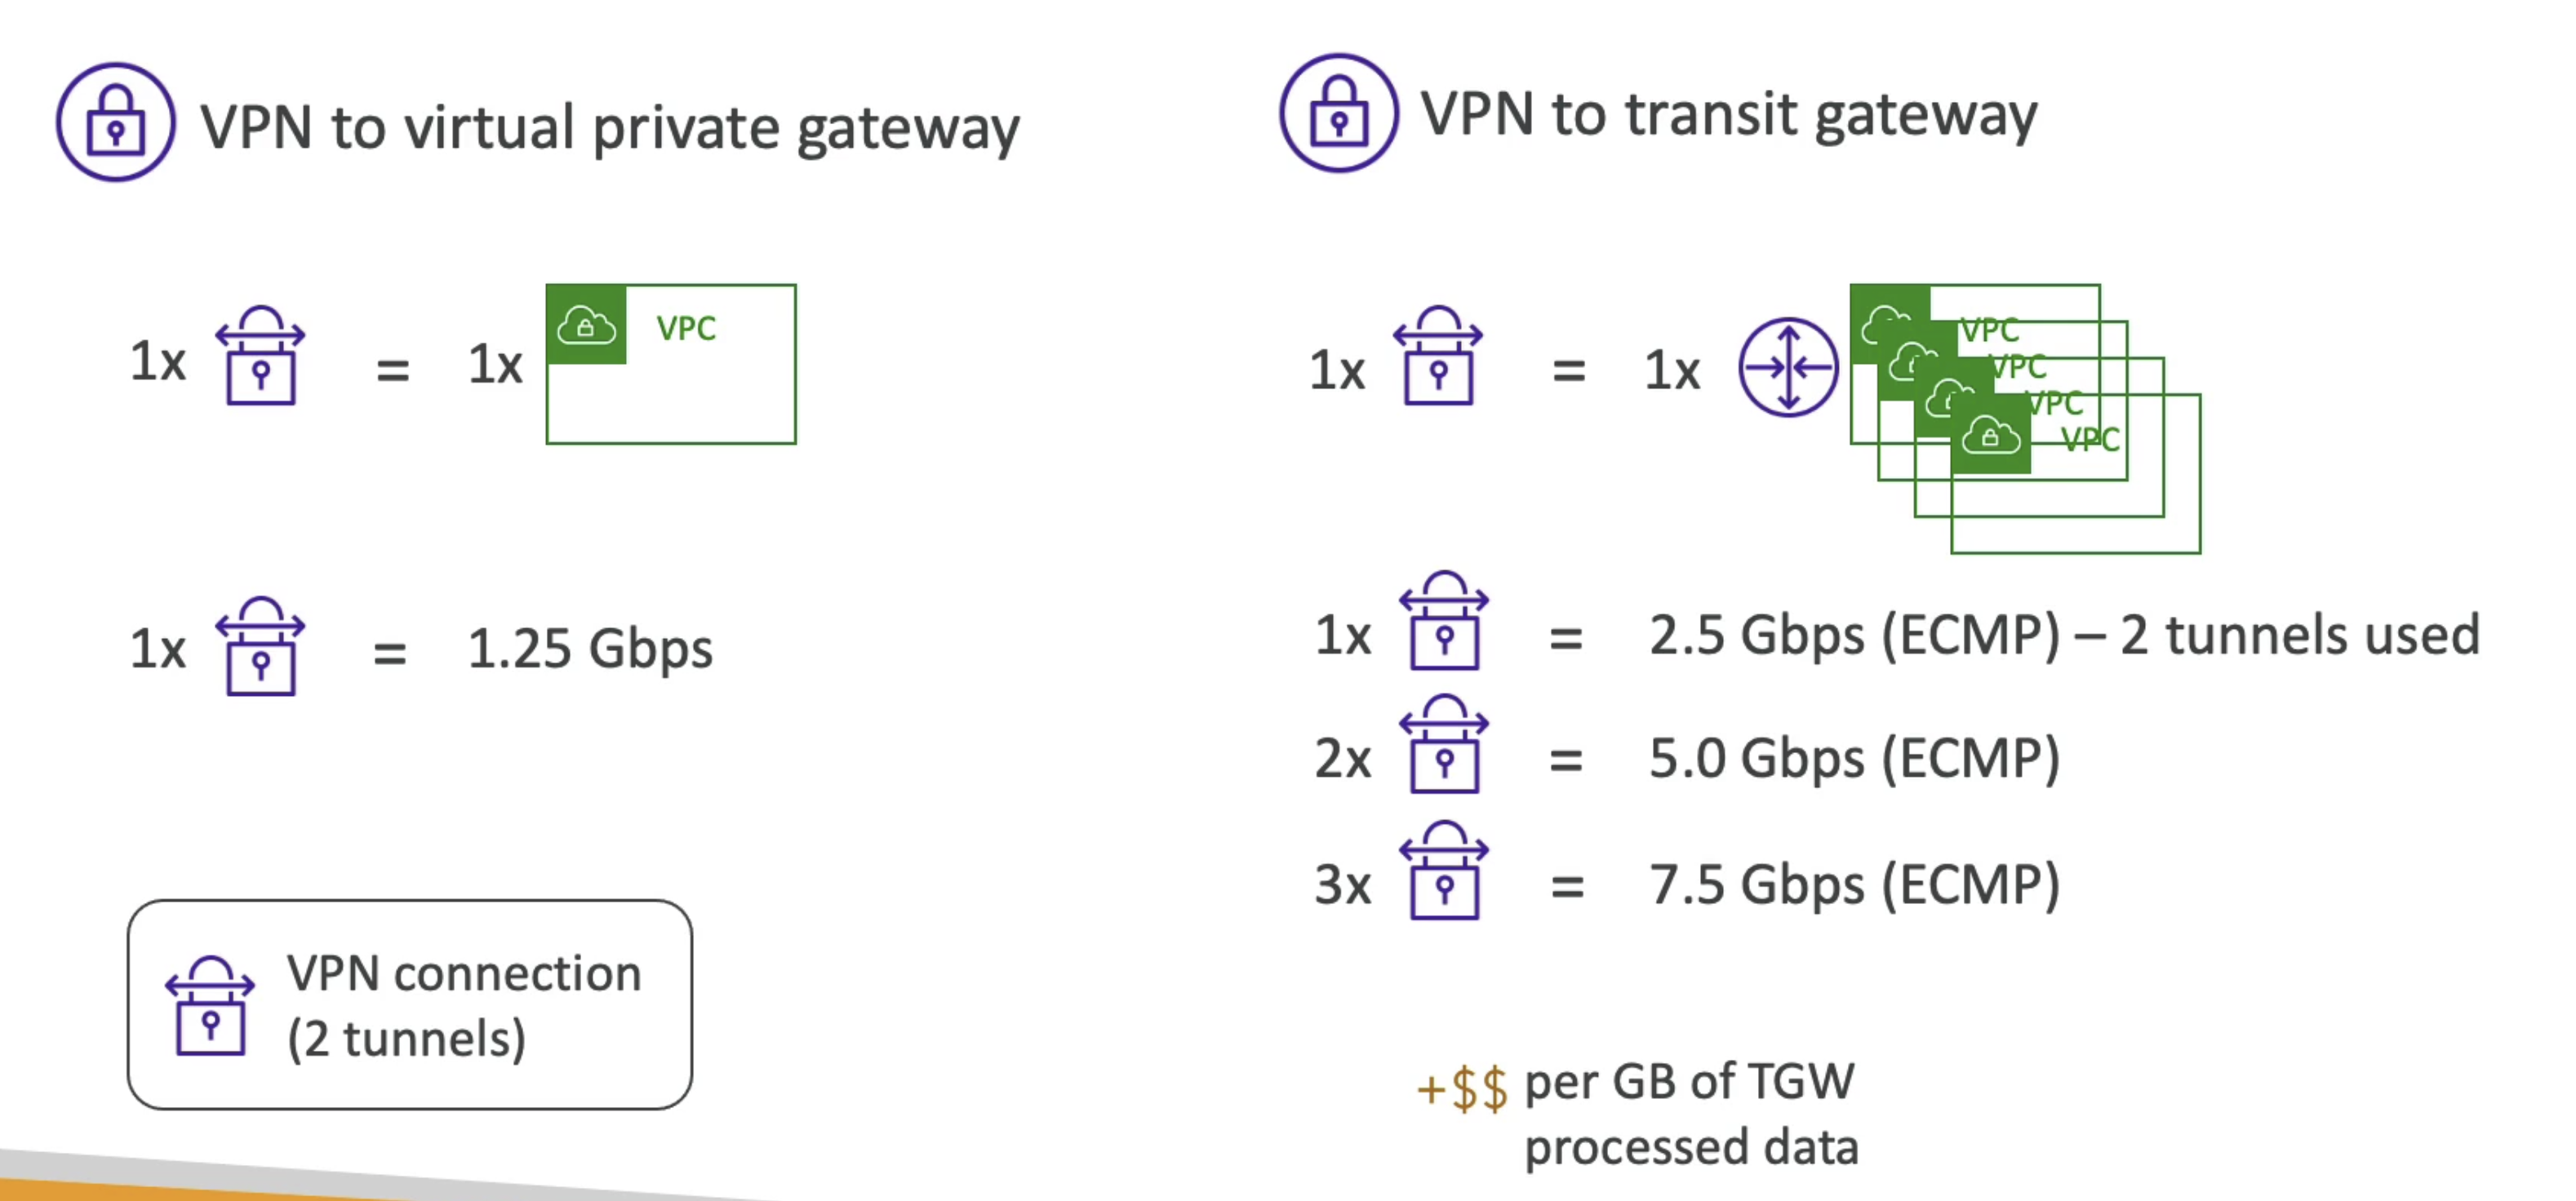 VPN to virtual private gateway
1x = 1x VPC
1x = 1.25 Gbps
VPN connection
(2 tunnels)
VPN to transit gateway
1x = 1x VPC
VPC
VPC
VPC
1x = 2.5 Gbps (ECMP) – 2 tunnels used
2x = 5.0 Gbps (ECMP)
3x = 7.5 Gbps (ECMP)
+$$ per GB of TGW
processed data